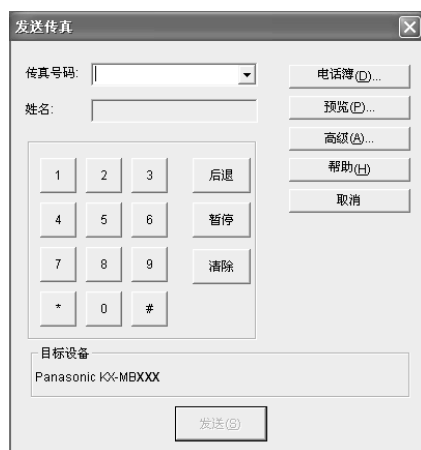 发送传真
传真号码:
电话簿(D)...
姓名:
预览(P)...
高级(A)...
帮助(H)
取消
1 2 3 后退
4 5 6 暂停
7 8 9 清除
* 0 #
目标设备
Panasonic KX-MBXXX
发送(S)